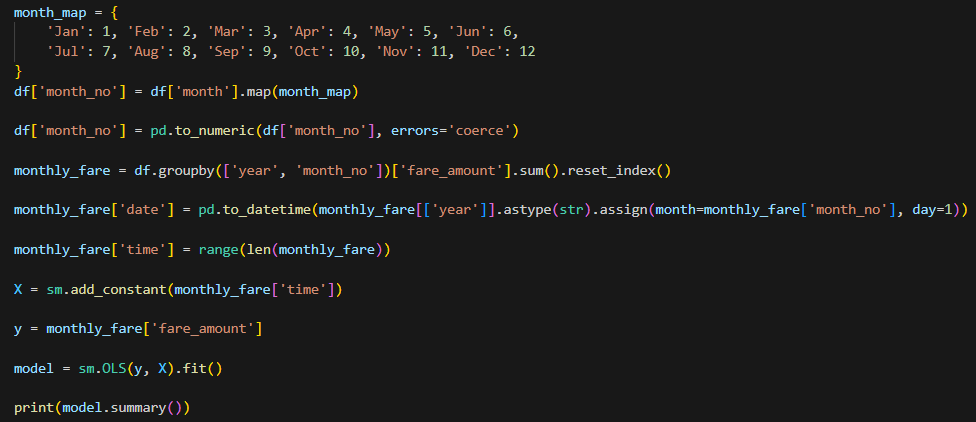 month_map = {
    'Jan': 1, 'Feb': 2, 'Mar': 3, 'Apr': 4, 'May': 5, 'Jun': 6,
    'Jul': 7, 'Aug': 8, 'Sep': 9, 'Oct': 10, 'Nov': 11, 'Dec': 12
}
df['month_no'] = df['month'].map(month_map)
df['month_no'] = pd.to_numeric(df['month_no'], errors='coerce')
monthly_fare = df.groupby(['year', 'month_no'])['fare_amount'].sum().reset_index()
monthly_fare['date'] = pd.to_datetime(monthly_fare[['year']].astype(str).assign(month=monthly_fare['month_no'], day=1))
monthly_fare['time'] = range(len(monthly_fare))
X = sm.add_constant(monthly_fare['time'])
y = monthly_fare['fare_amount']
model = sm.OLS(y, X).fit()
print(model.summary())